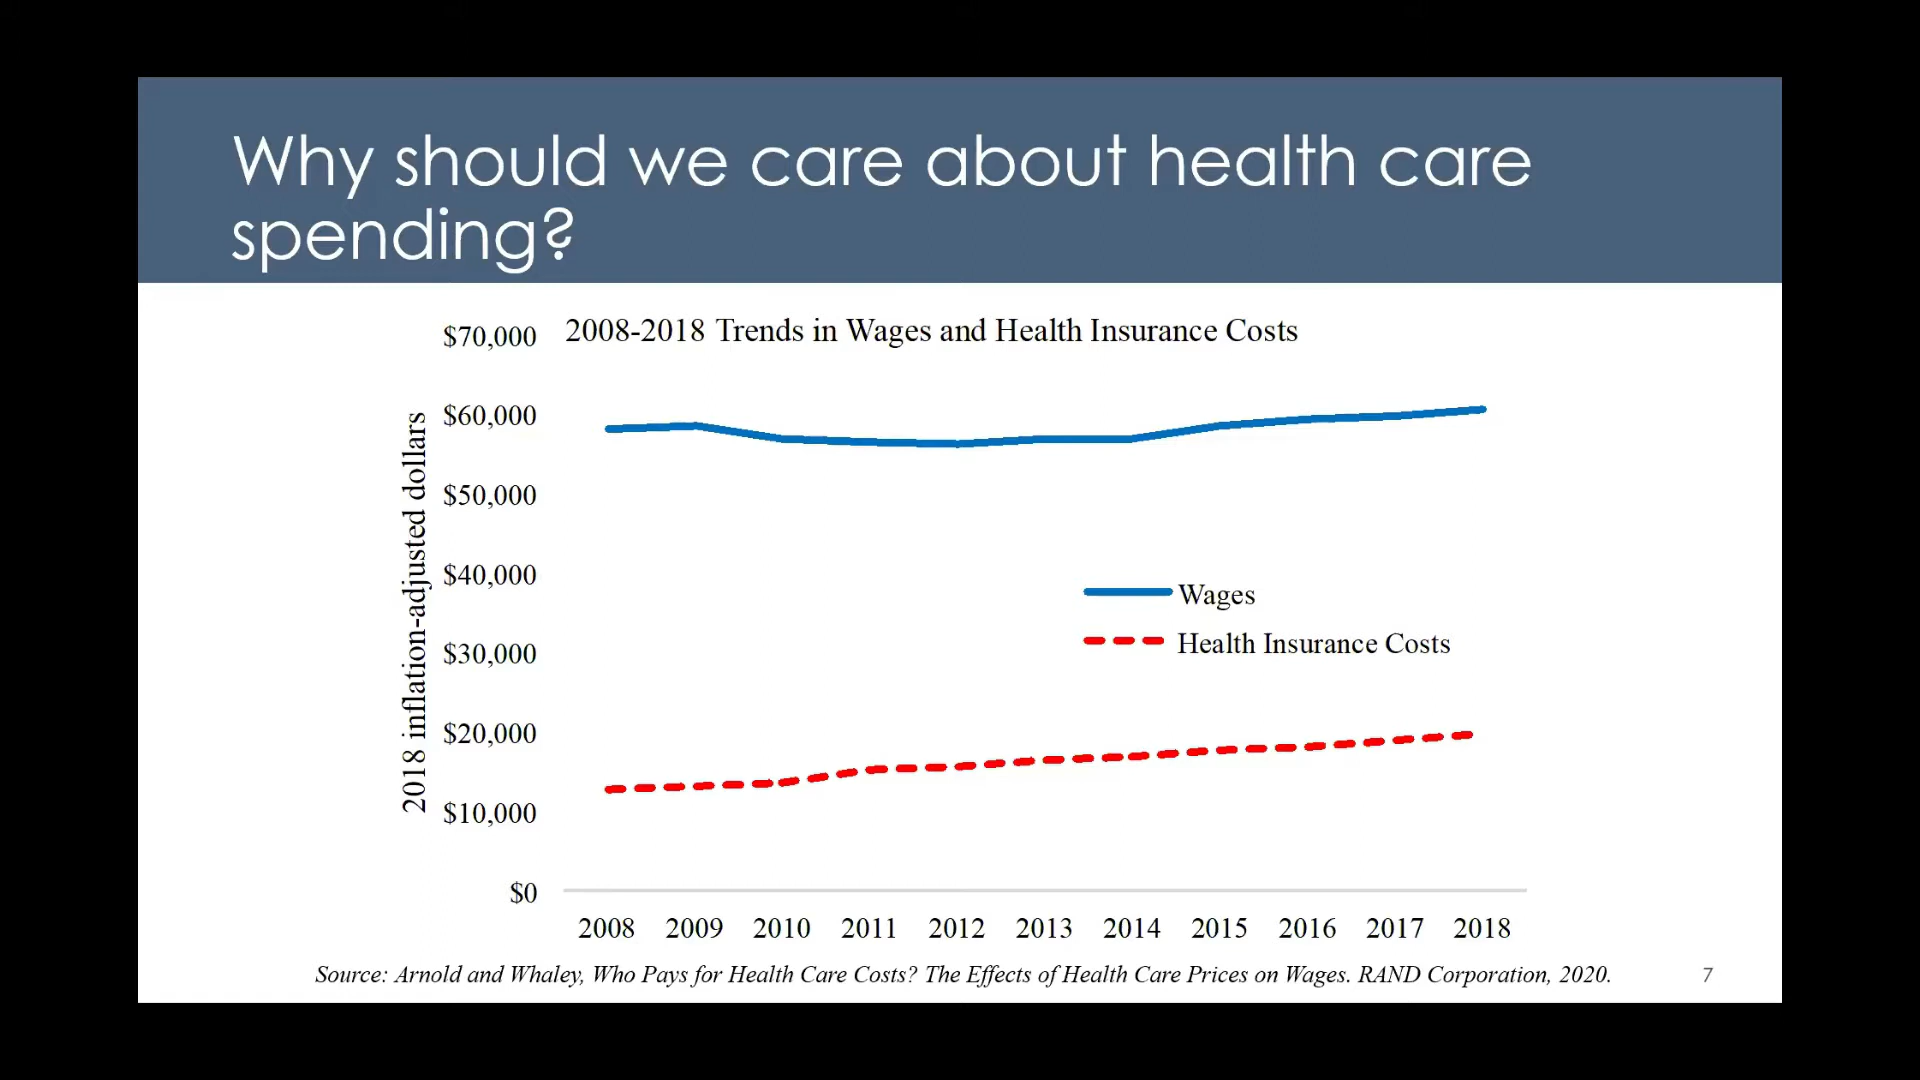 Why should we care about health care
spending?
2008-2018 Trends in Wages and Health Insurance Costs
2018 inflation-adjusted dollars
$70,000
$60,000
$50,000
$40,000
$30,000
$20,000
$10,000
$0
Wages
Health Insurance Costs
2008 2009 2010 2011 2012 2013 2014 2015 2016 2017 2018
Source: Arnold and Whaley, Who Pays for Health Care Costs? The Effects of Health Care Prices on Wages. RAND Corporation, 2020.
7